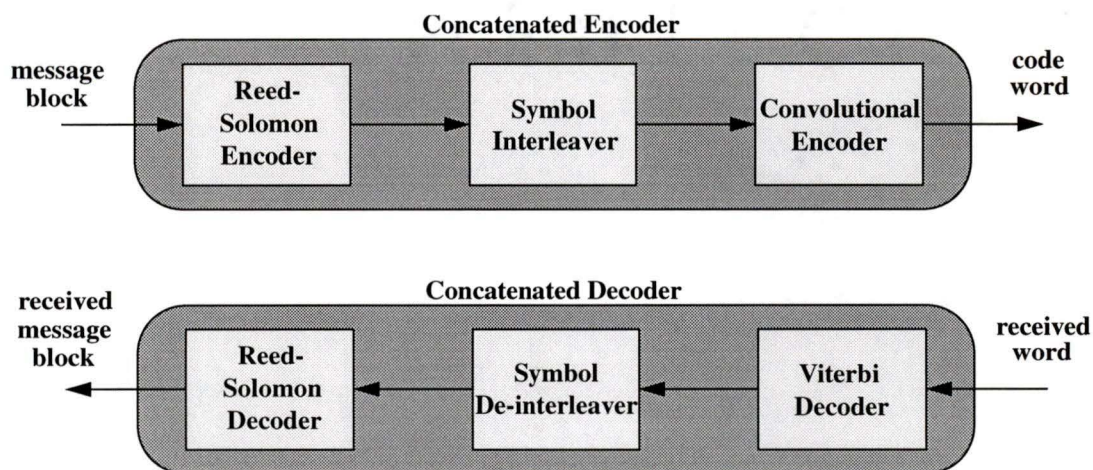 Concatenated Encoder
message
block
Reed-
Solomon
Encoder
Symbol
Interleaver
Convolutional
Encoder
code
word
Concatenated Decoder
received
message
block
Reed-
Solomon
Decoder
Symbol
De-interleaver
Viterbi
Decoder
received
word